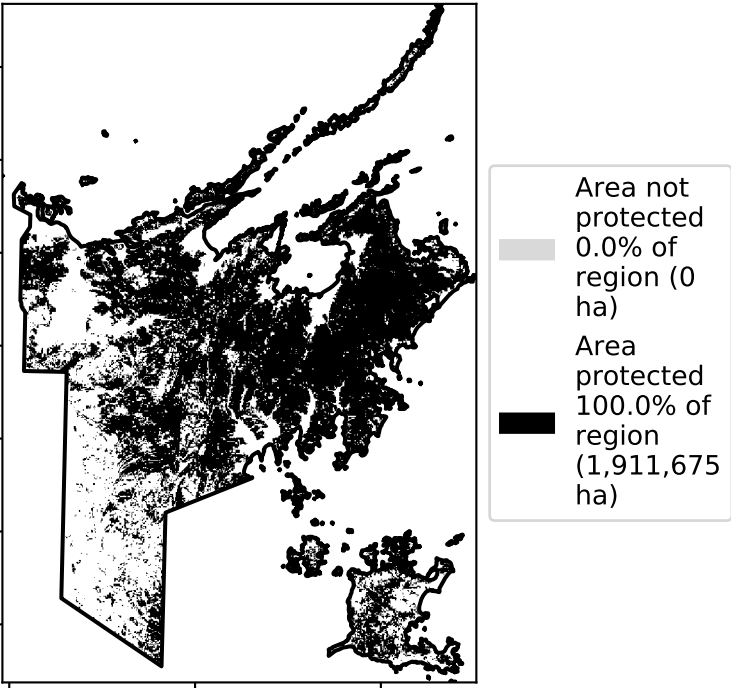 Area not
protected
0.0% of
region (0
ha)
Area
protected
100.0% of
region
(1,911,675
ha)